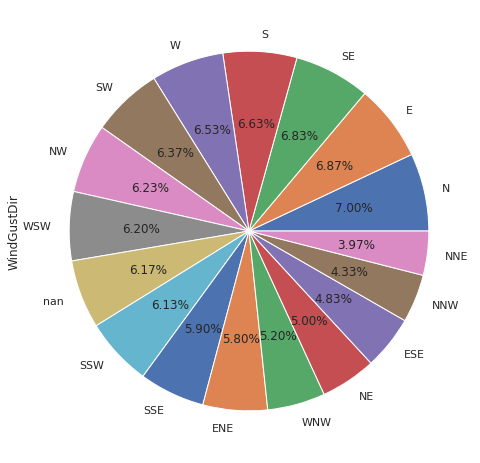 WindGustDir
N
7.00%
E
6.87%
SE
6.83%
S
6.63%
W
6.53%
SW
6.37%
NW
6.23%
WSW
6.20%
nan
6.17%
SSW
6.13%
SSE
5.90%
ENE
5.80%
WNW
5.20%
NE
5.00%
ESE
4.83%
NNW
4.33%
NNE
3.97%